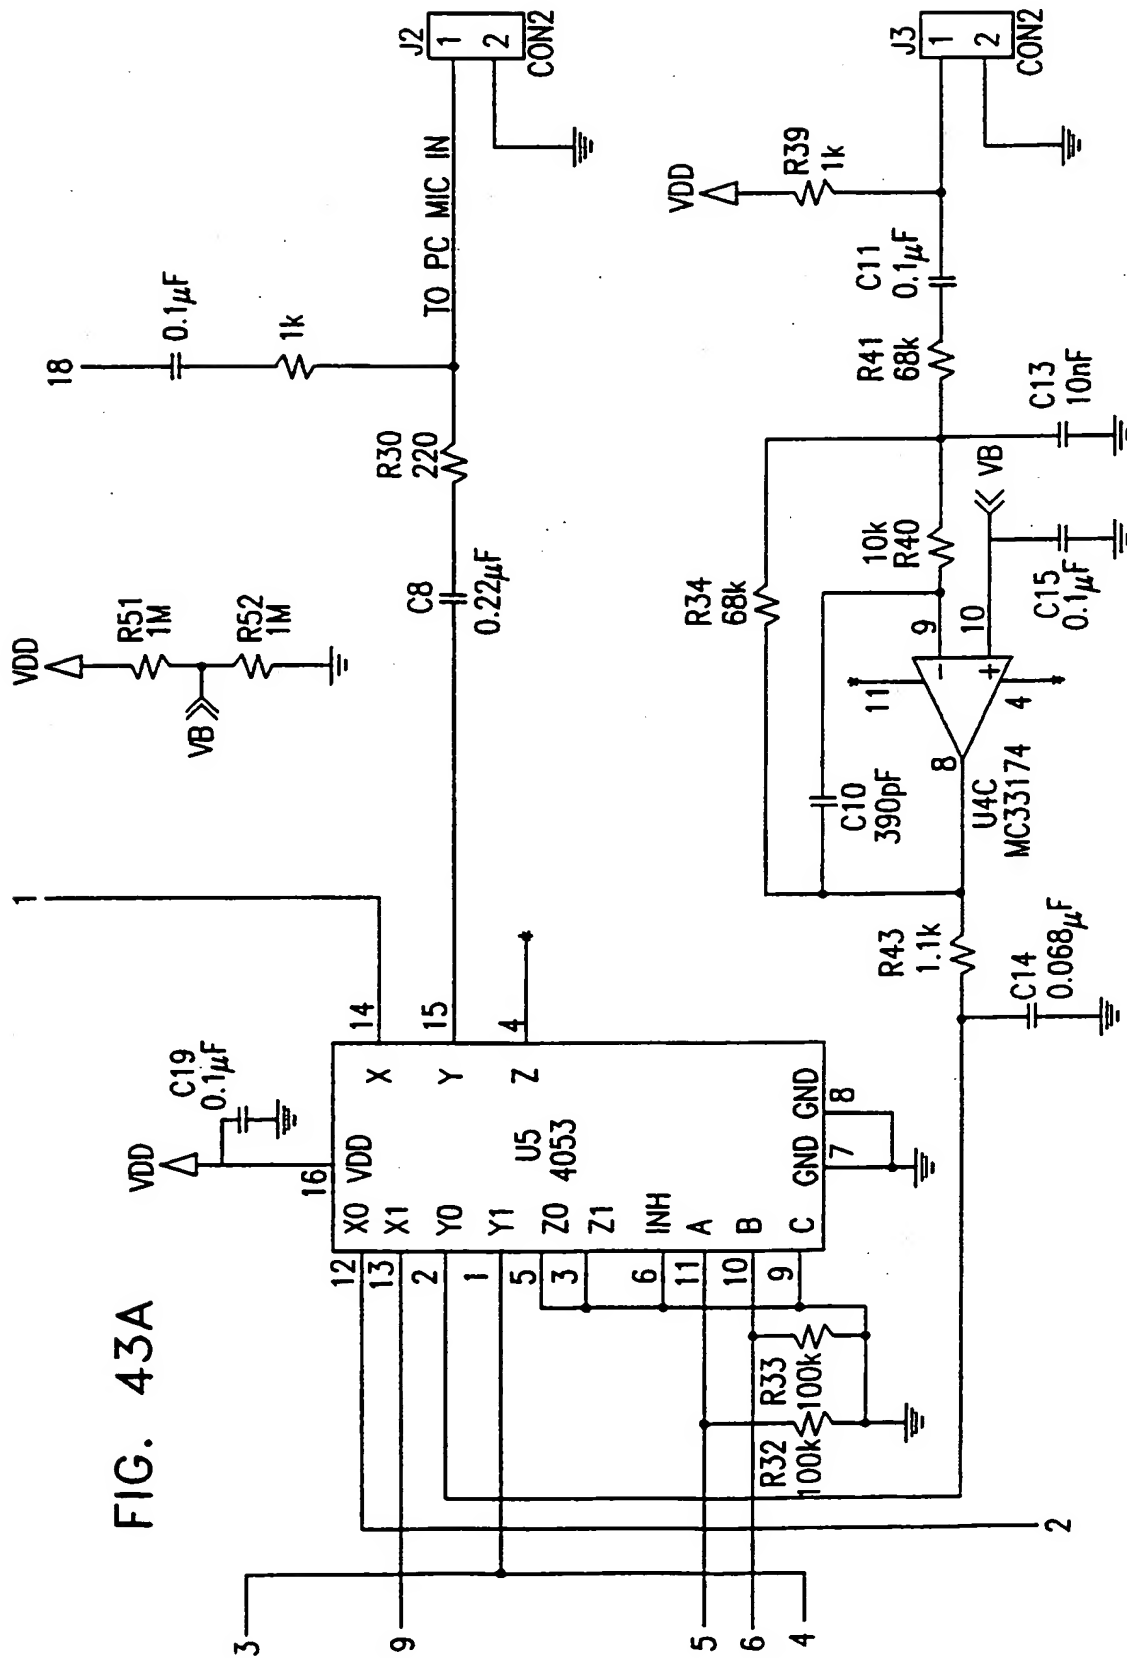 FIG. 43A
3
9
5
6
4
2
1
18
VDD
C19
0.1µF
16
VDD
12
X0
13
X1
2
Y0
1
Y1
5
Z0
3
Z1
6
INH
11
A
10
B
9
C
X
14
Y
15
Z
4
U5
4053
GND
7
GND
8
R32
100k
R33
100k
VDD
R51
1M
VB
R52
1M
C8
0.22µF
R30
220
0.1µF
1k
TO PC MIC IN
J2
1
2
CON2
VDD
R39
1k
J3
1
2
CON2
C11
0.1µF
R41
68k
C13
10nF
R34
68k
10k
R40
VB
C15
0.1µF
9
10
-
+
11
4
8
U4C
MC33174
C10
390pF
R43
1.1k
C14
0.068µF